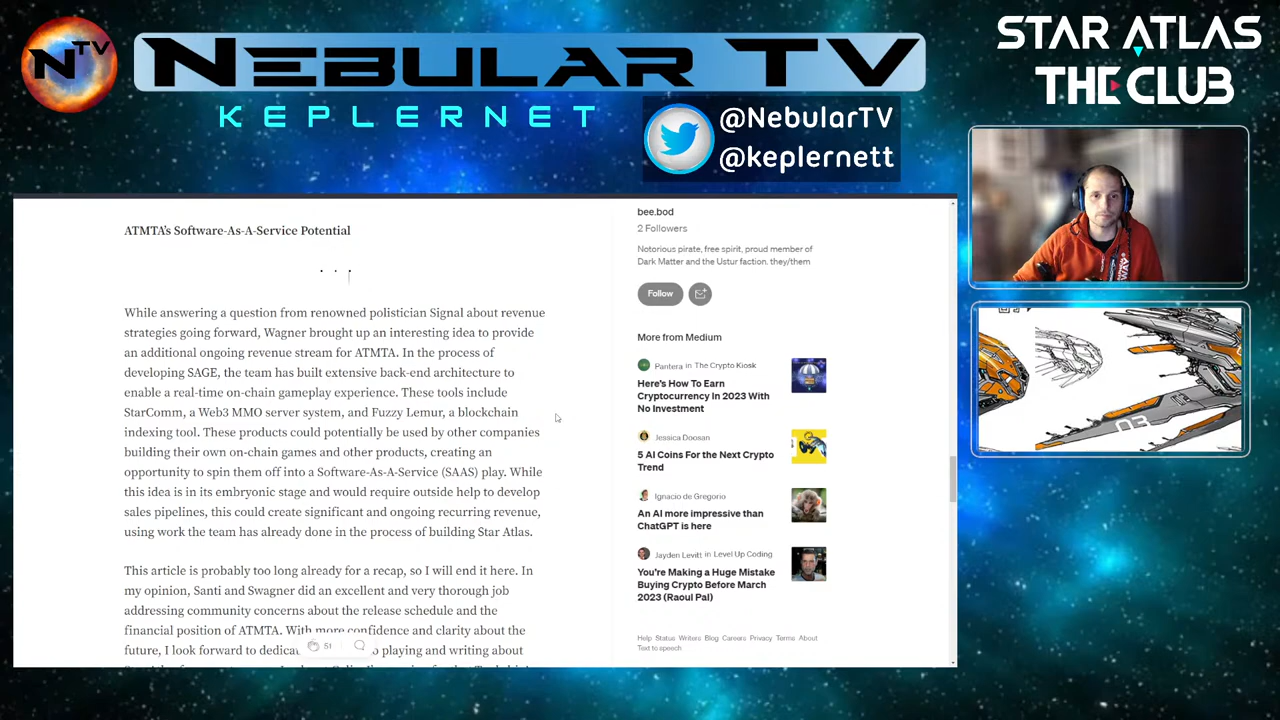 NTV
NEBULAR TV
KEPLERNET
@NebularTV
@keplernett
STAR ATLAS
THE CLUB
ATMTA's Software-As-A-Service Potential
. . .
While answering a question from renowned polistician Signal about revenue
strategies going forward, Wagner brought up an interesting idea to provide
an additional ongoing revenue stream for ATMTA. In the process of
developing SAGE, the team has built extensive back-end architecture to
enable a real-time on-chain gameplay experience. These tools include
StarComm, a Web3 MMO server system, and Fuzzy Lemur, a blockchain
indexing tool. These products could potentially be used by other companies
building their own on-chain games and other products, creating an
opportunity to spin them off into a Software-As-A-Service (SAAS) play. While
this idea is in its embryonic stage and would require outside help to develop
sales pipelines, this could create significant and ongoing recurring revenue,
using work the team has already done in the process of building Star Atlas.
This article is probably too long already for a recap, so I will end it here. In
my opinion, Santi and Swagner did an excellent and very thorough job
addressing community concerns about the release schedule and the
financial position of ATMTA. With more confidence and clarity about the
future, I look forward to dedica playing and writing about
51
bee.bod
2 Followers
Notorious pirate, free spirit, proud member of
Dark Matter and the Ustur faction. they/them
Follow
More from Medium
Pantera in The Crypto Kiosk
Here's How To Earn
Cryptocurrency In 2023 With
No Investment
Jessica Doosan
5 AI Coins For the Next Crypto
Trend
Ignacio de Gregorio
An AI more impressive than
ChatGPT is here
Jayden Levitt in Level Up Coding
You're Making a Huge Mistake
Buying Crypto Before March
2023 (Raoul Pal)
Help Status Writers Blog Careers Privacy Terms About
Text to speech
03